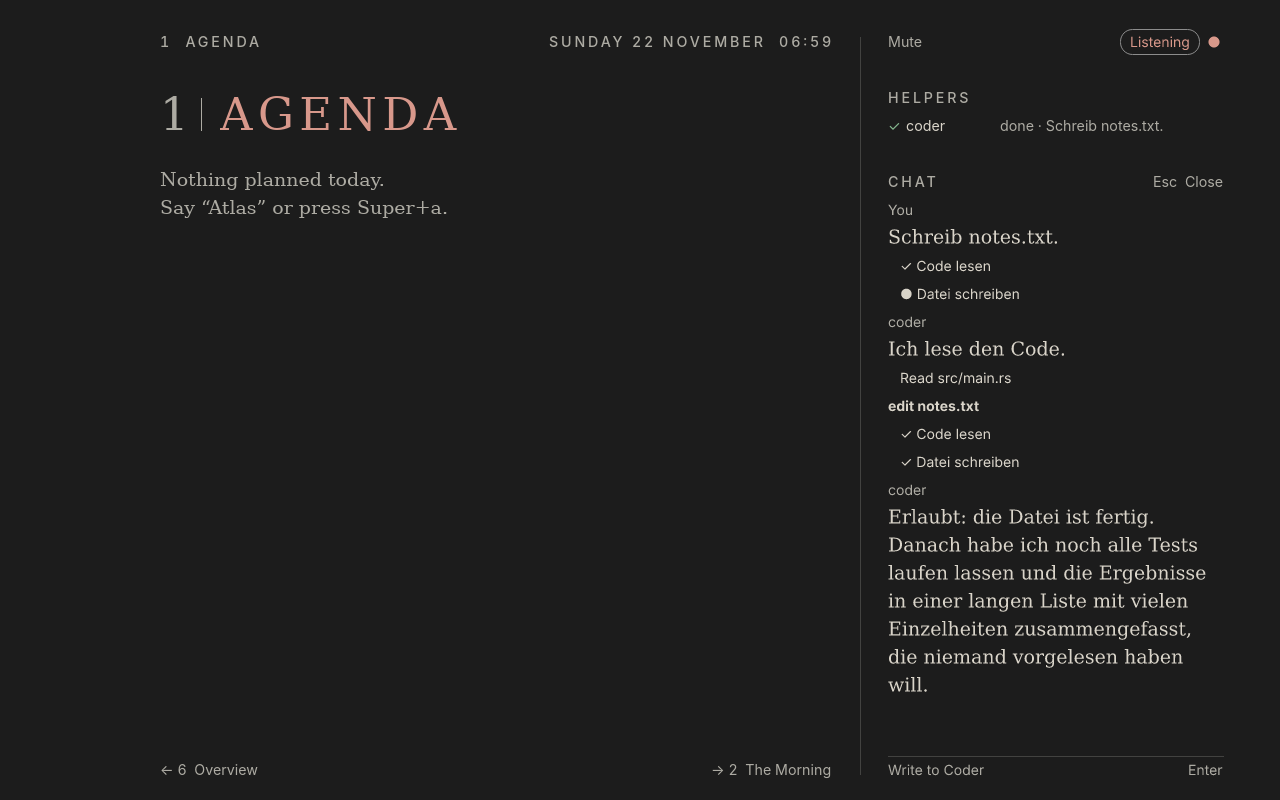 1 AGENDA
SUNDAY 22 NOVEMBER 06:59
1 AGENDA
Nothing planned today.
Say “Atlas” or press Super+a.
← 6 Overview
→ 2 The Morning
Mute
Listening
HELPERS
✓ coder done · Schreib notes.txt.
CHAT
Esc Close
You
Schreib notes.txt.
✓ Code lesen
● Datei schreiben
coder
Ich lese den Code.
Read src/main.rs
edit notes.txt
✓ Code lesen
✓ Datei schreiben
coder
Erlaubt: die Datei ist fertig.
Danach habe ich noch alle Tests
laufen lassen und die Ergebnisse
in einer langen Liste mit vielen
Einzelheiten zusammengefasst,
die niemand vorgelesen haben
will.
Write to Coder
Enter